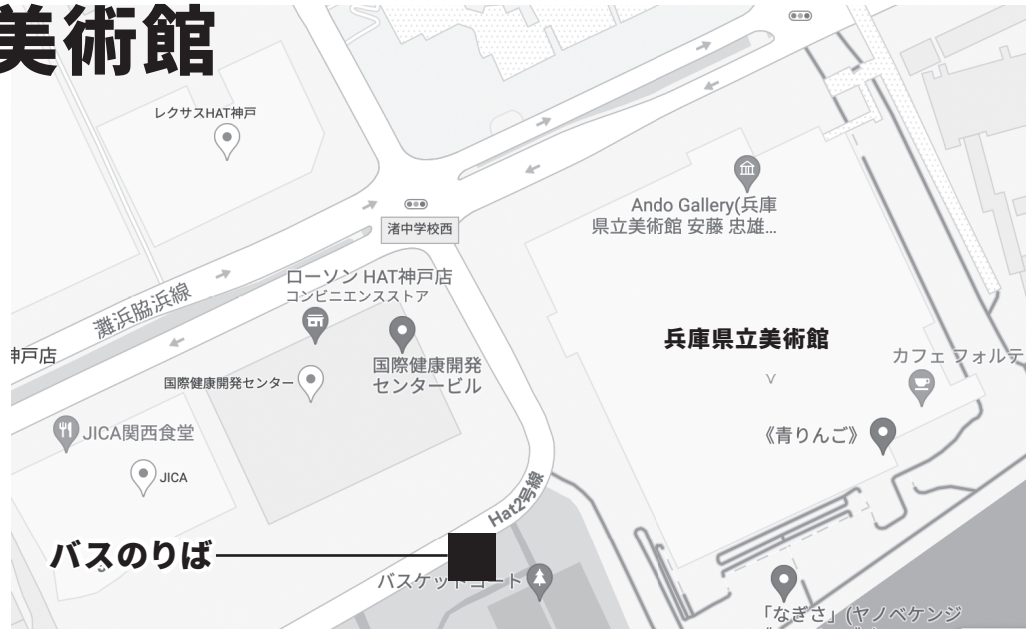 美術館
レクサスHAT神戸
Ando Gallery(兵庫
県立美術館 安藤 忠雄...
渚中学校西
ローソン HAT神戸店
コンビニエンスストア
灘浜脇浜線
神戸店
兵庫県立美術館
カフェ フォルテ
国際健康開発
センタービル
国際健康開発センター
JICA関西食堂
《青りんご》
JICA
Hat2号線
バスのりば
バスケットコート
「なぎさ」(ヤノベケンジ